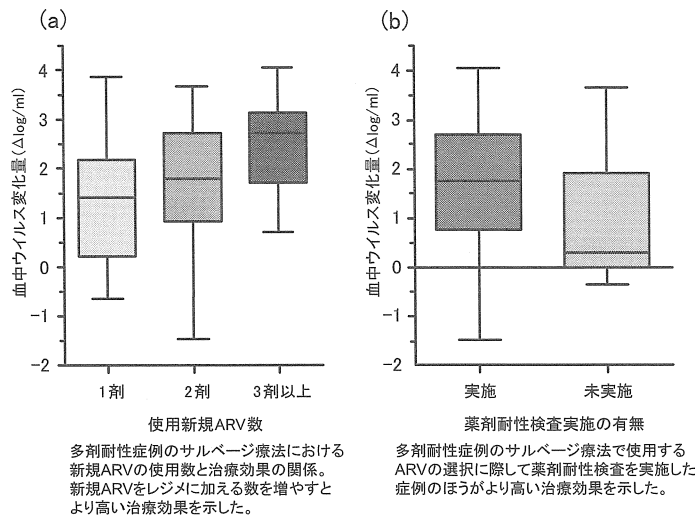 (a)
血中ウイルス変化量(Δlog/ml)
4
3
2
1
0
−1
−2
1剤
2剤
3剤以上
使用新規ARV数
多剤耐性症例のサルベージ療法における
新規ARVの使用数と治療効果の関係。
新規ARVをレジメに加える数を増やすと
より高い治療効果を示した。
(b)
血中ウイルス変化量(Δlog/ml)
4
3
2
1
0
−1
−2
実施
未実施
薬剤耐性検査実施の有無
多剤耐性症例のサルベージ療法で使用する
ARVの選択に際して薬剤耐性検査を実施した
症例のほうがより高い治療効果を示した。